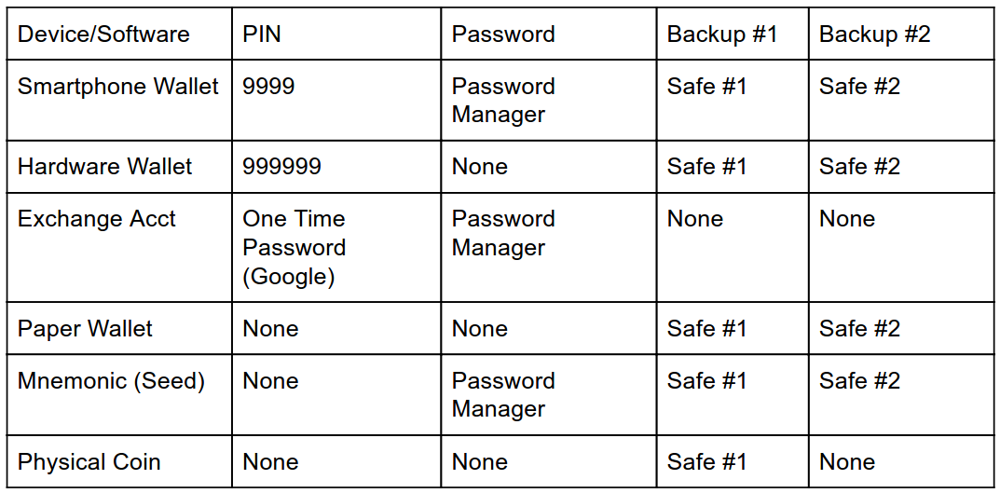 Device/Software PIN Password Backup #1 Backup #2
Smartphone Wallet 9999 Password Manager Safe #1 Safe #2
Hardware Wallet 999999 None Safe #1 Safe #2
Exchange Acct One Time Password (Google) Password Manager None None
Paper Wallet None None Safe #1 Safe #2
Mnemonic (Seed) None Password Manager Safe #1 Safe #2
Physical Coin None None Safe #1 None